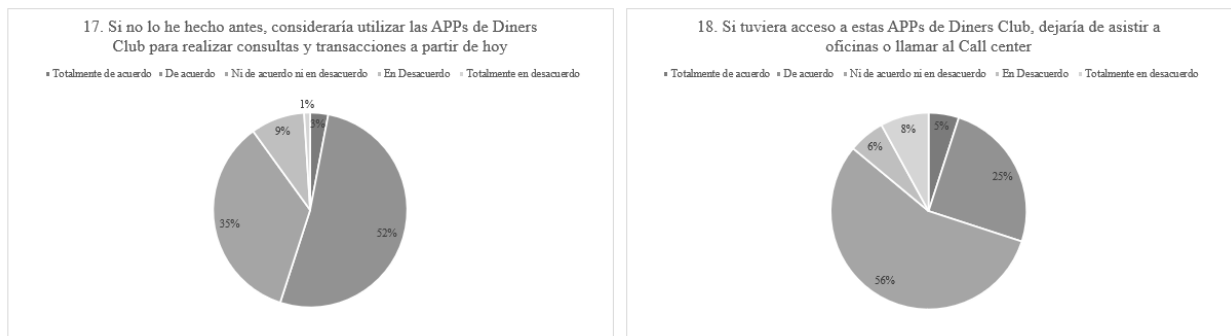 17. Si no lo he hecho antes, consideraría utilizar las APPs de Diners
Club para realizar consultas y transacciones a partir de hoy
Totalmente de acuerdo De acuerdo Ni de acuerdo ni en desacuerdo En Desacuerdo Totalmente en desacuerdo
1%
3%
9%
35%
52%
18. Si tuviera acceso a estas APPs de Diners Club, dejaría de asistir a
oficinas o llamar al Call center
Totalmente de acuerdo De acuerdo Ni de acuerdo ni en desacuerdo En Desacuerdo Totalmente en desacuerdo
8%
5%
6%
25%
56%